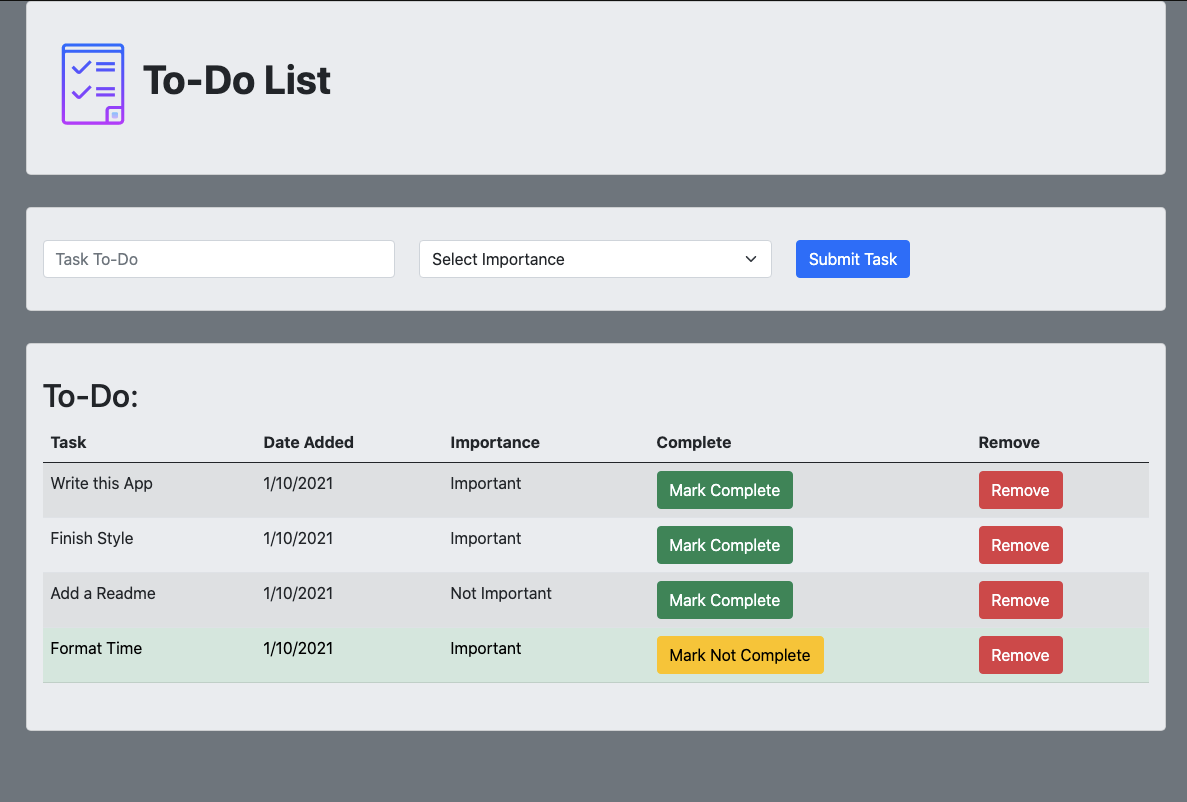 To-Do List
Task To-Do Select Importance Submit Task
To-Do:
Task Date Added Importance Complete Remove
Write this App 1/10/2021 Important Mark Complete Remove
Finish Style 1/10/2021 Important Mark Complete Remove
Add a Readme 1/10/2021 Not Important Mark Complete Remove
Format Time 1/10/2021 Important Mark Not Complete Remove